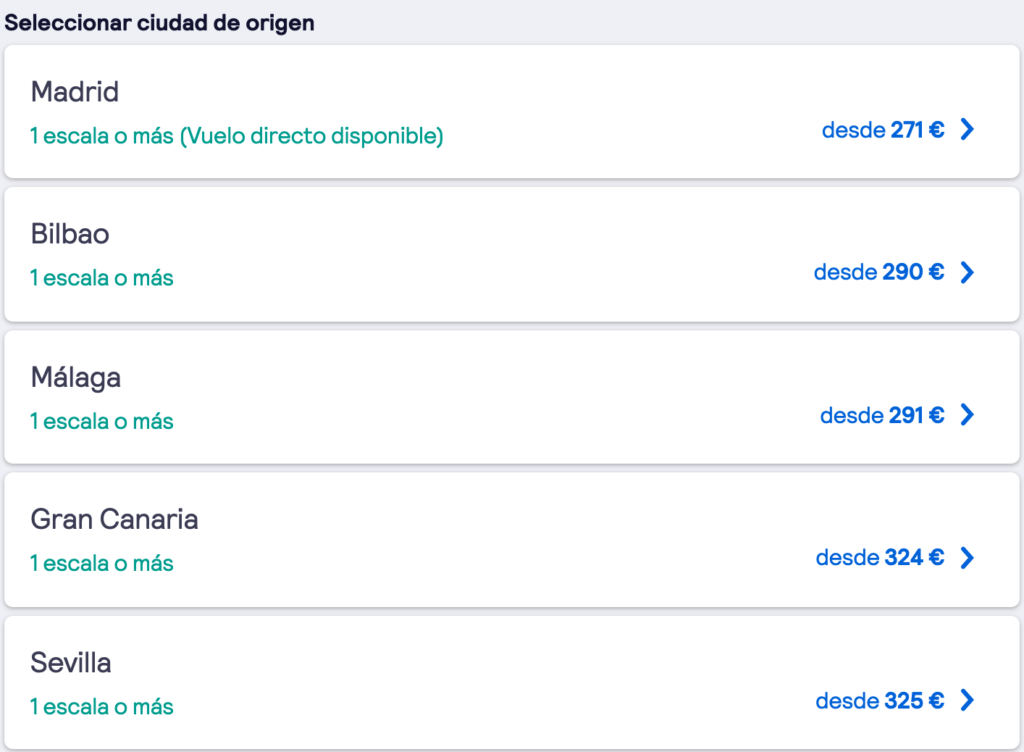 Seleccionar ciudad de origen
Madrid
1 escala o más (Vuelo directo disponible)
desde 271 €
Bilbao
1 escala o más
desde 290 €
Málaga
1 escala o más
desde 291 €
Gran Canaria
1 escala o más
desde 324 €
Sevilla
1 escala o más
desde 325 €